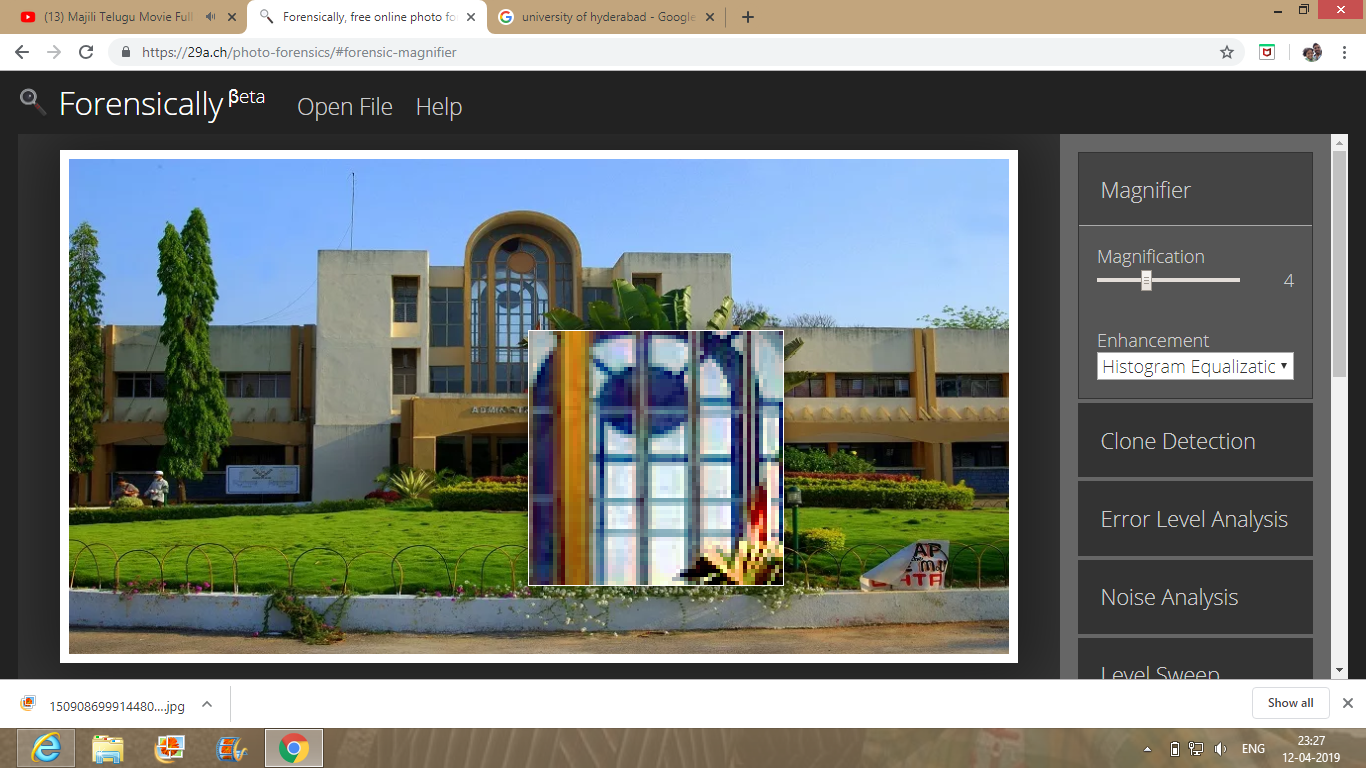 (13) Majili Telugu Movie Full
Forensically, free online photo fo
university of hyderabad - Google
https://29a.ch/photo-forensics/#forensic-magnifier
Forensically βeta
Open File
Help
Magnifier
Magnification
4
Enhancement
Histogram Equalizatic
Clone Detection
Error Level Analysis
Noise Analysis
Level Sweep
AP
150908699914480....jpg
Show all
ENG
23:27
12-04-2019